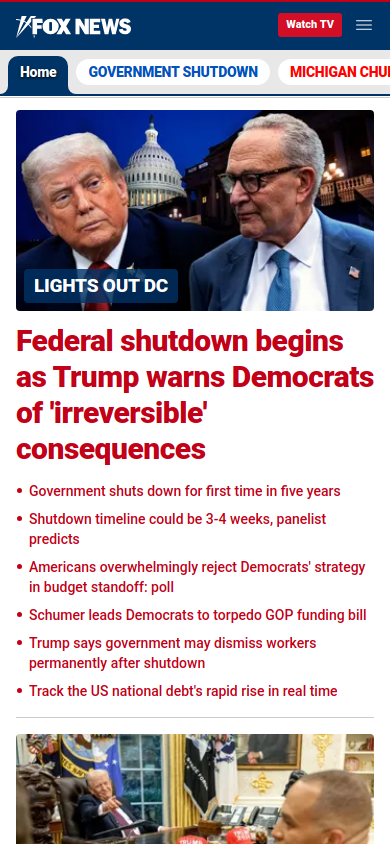 FOX NEWS
Watch TV
Home
GOVERNMENT SHUTDOWN
MICHIGAN CHU
LIGHTS OUT DC
Federal shutdown begins
as Trump warns Democrats
of 'irreversible'
consequences
Government shuts down for first time in five years
Shutdown timeline could be 3-4 weeks, panelist
predicts
Americans overwhelmingly reject Democrats' strategy
in budget standoff: poll
Schumer leads Democrats to torpedo GOP funding bill
Trump says government may dismiss workers
permanently after shutdown
Track the US national debt's rapid rise in real time